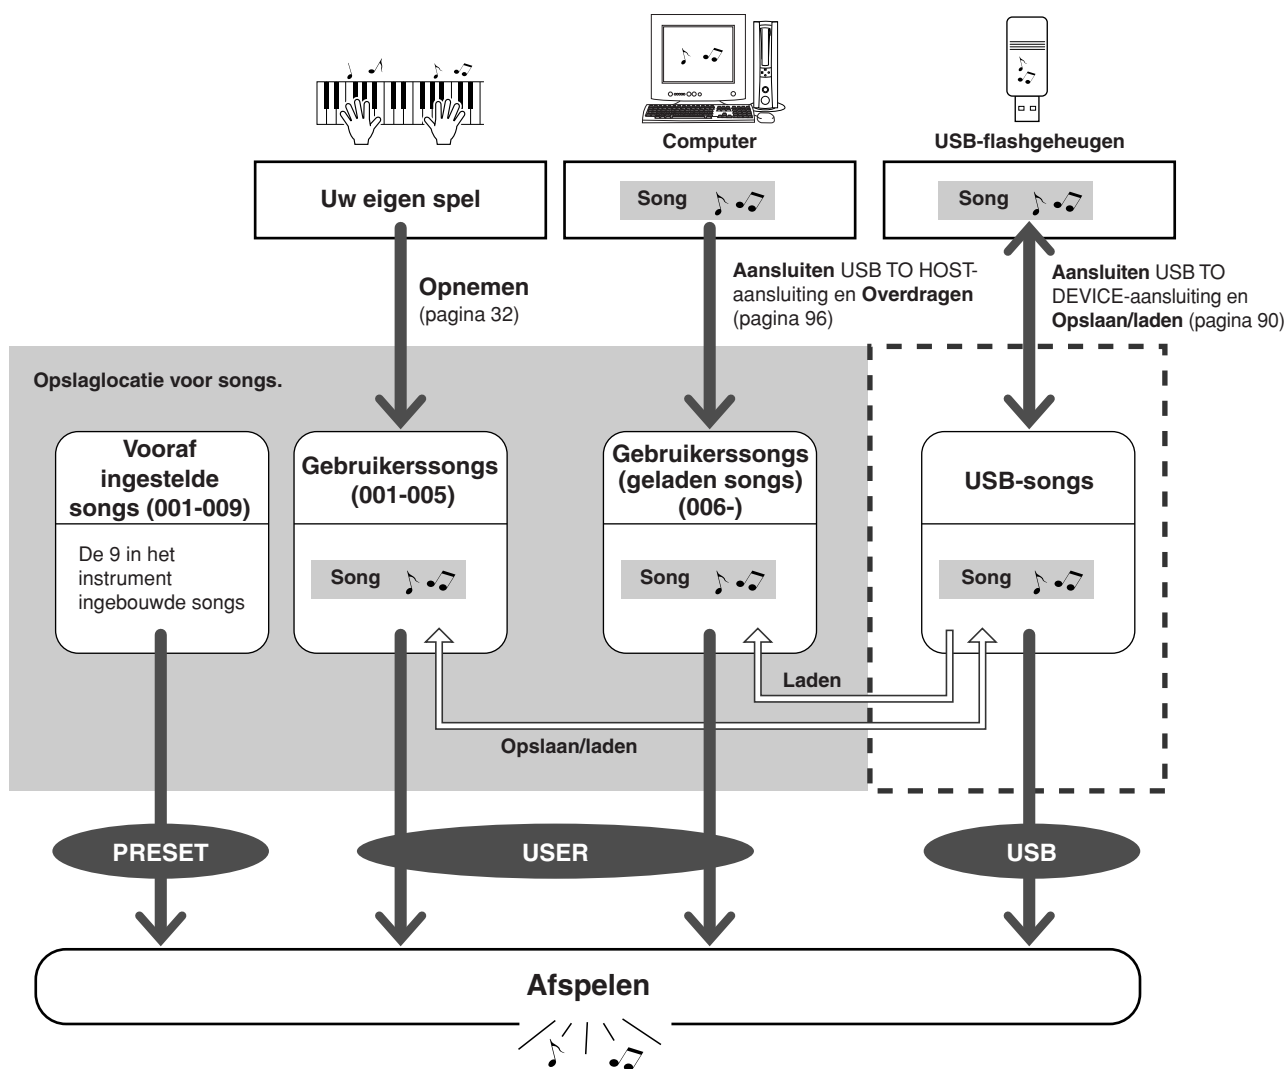 Computer
USB-flashgeheugen
Uw eigen spel
Song
Song
Opnemen
(pagina 32)
Aansluiten USB TO HOST-
aansluiting en Overdragen
(pagina 96)
Aansluiten USB TO
DEVICE-aansluiting en
Opslaan/laden (pagina 90)
Opslaglocatie voor songs.
Vooraf
ingestelde
songs (001-009)
De 9 in het
instrument
ingebouwde songs
Gebruikerssongs
(001-005)
Song
Gebruikerssongs
(geladen songs)
(006-)
Song
USB-songs
Song
Laden
Opslaan/laden
PRESET
USER
USB
Afspelen